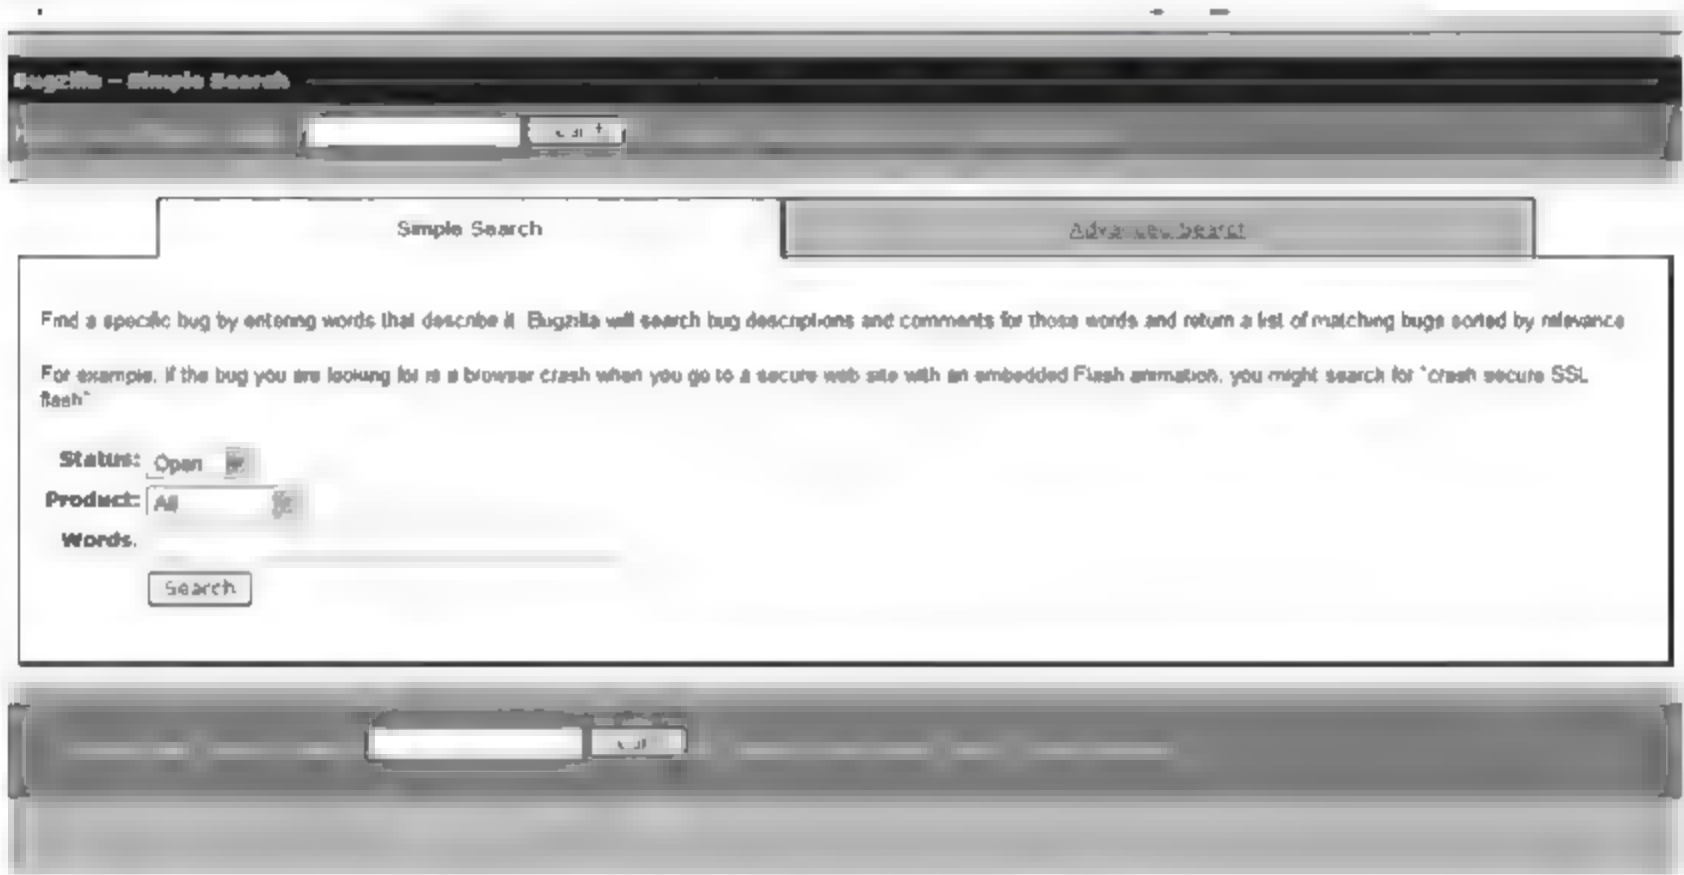 Bugzilla – Simple Search
Simple Search
Advanced Search
Find a specific bug by entering words that describe it. Bugzilla will search bug descriptions and comments for those words and return a list of matching bugs sorted by relevance
For example, if the bug you are looking for is a browser crash when you go to a secure web site with an embedded Flash animation, you might search for "crash secure SSL
flash"
Status: Open
Product: All
Words:
Search